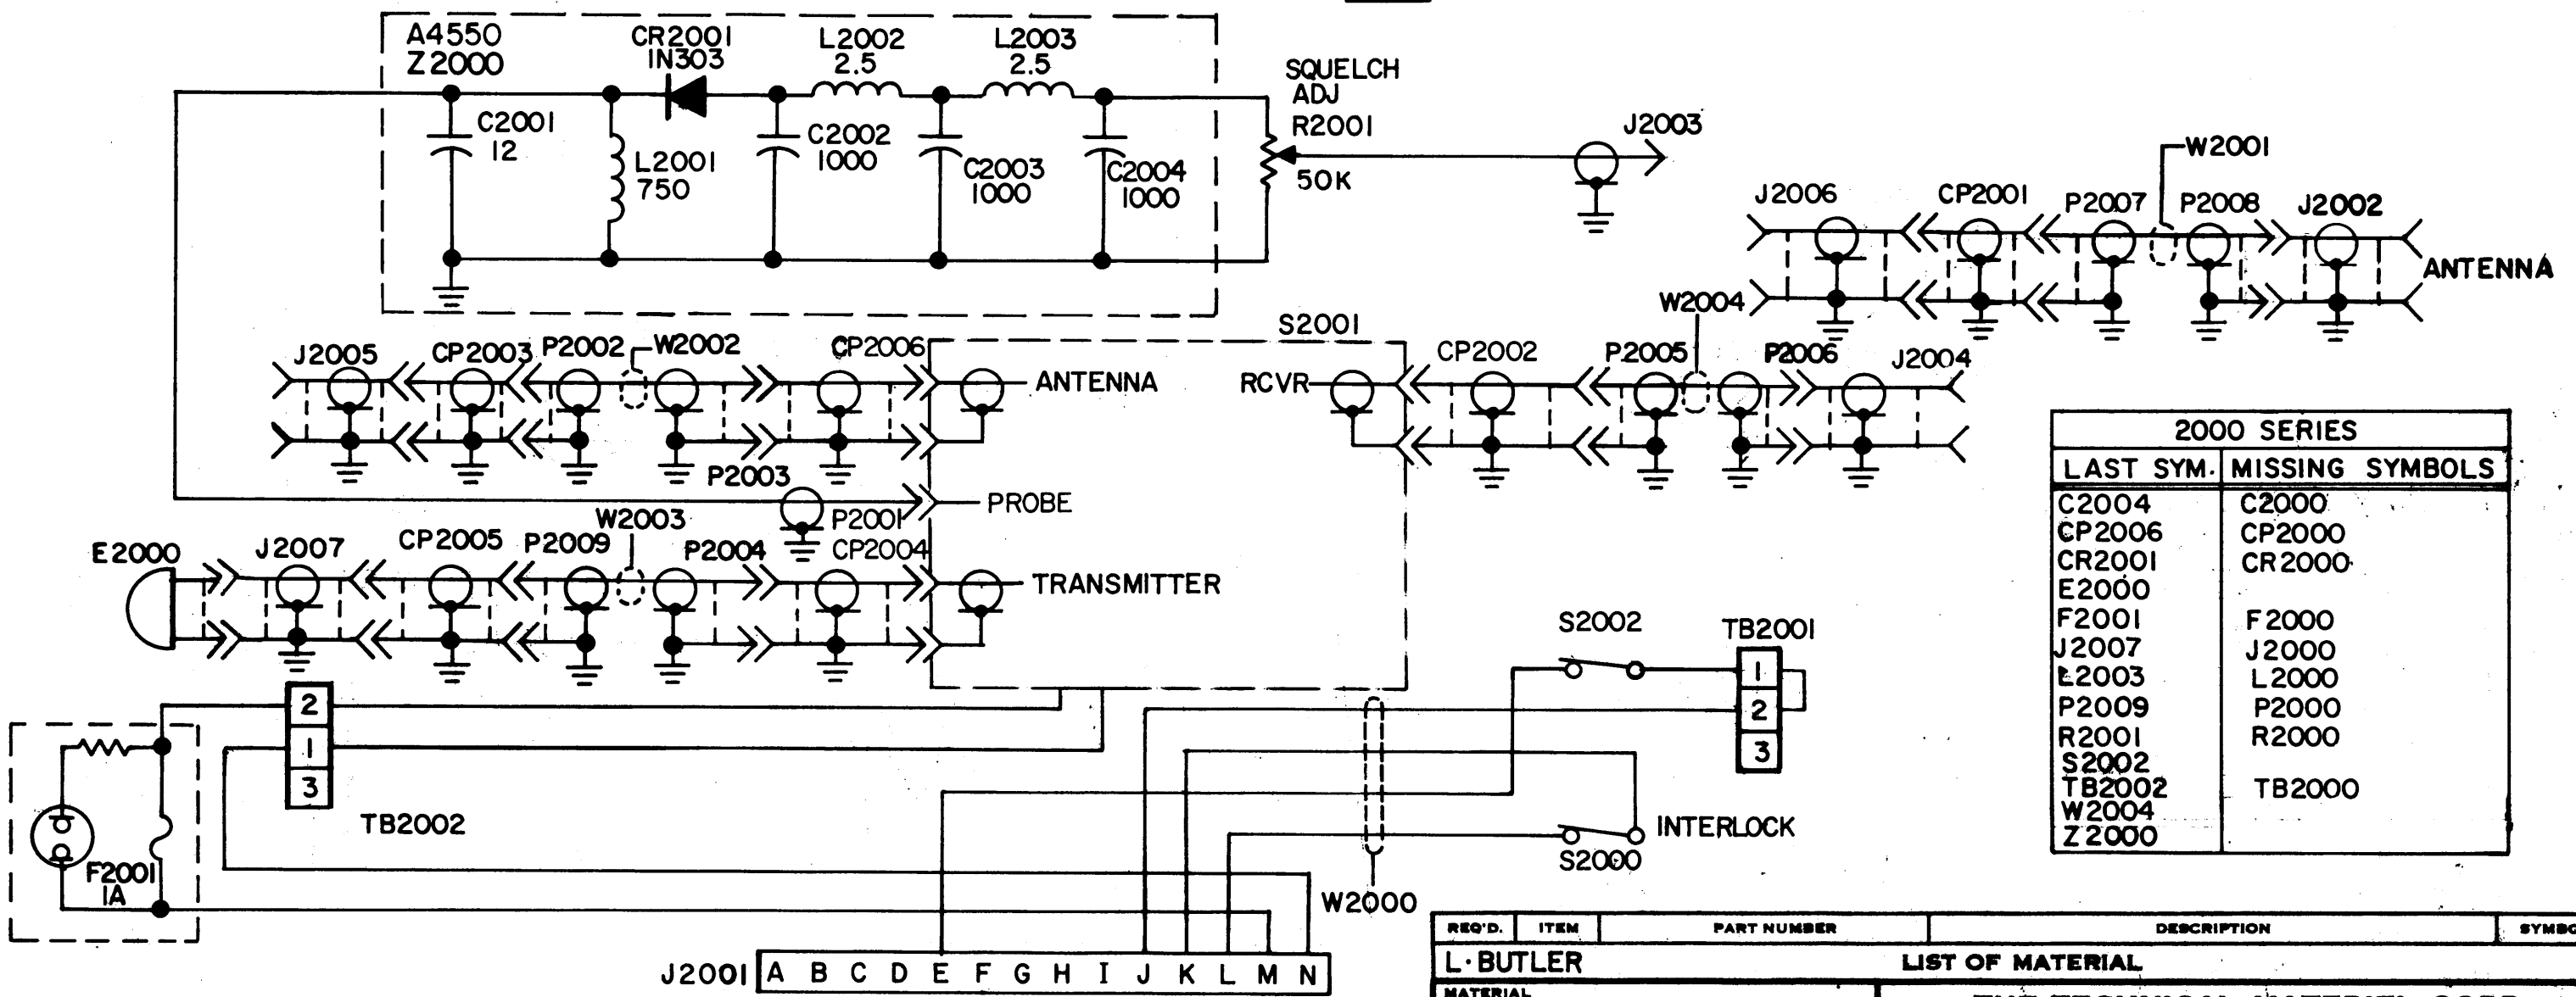 A4550
Z2000
CR2001
IN303
L2002
2.5
L2003
2.5
SQUELCH
ADJ
R2001
50K
J2003
C2001
12
L2001
750
C2002
1000
C2003
1000
C2004
1000
W2001
J2006
CP2001
P2007
P2008
J2002
ANTENNA
W2004
S2001
J2005
CP2003
P2002
W2002
CP2006
ANTENNA
RCVR
CP2002
P2005
P2006
J2004
P2003
PROBE
P2001
W2003
E2000
J2007
CP2005
P2009
P2004
CP2004
TRANSMITTER
2000 SERIES
LAST SYM. MISSING SYMBOLS
C2004 C2000
CP2006 CP2000
CR2001 CR2000
E2000
F2001 F2000
J2007 J2000
L2003 L2000
P2009 P2000
R2001 R2000
S2002
TB2002 TB2000
W2004
Z2000
S2002
TB2001
1
2
3
2
1
3
TB2002
F2001
1A
INTERLOCK
S2000
W2000
J2001 A B C D E F G H I J K L M N
REQ'D. ITEM PART NUMBER DESCRIPTION
L. BUTLER LIST OF MATERIAL
MATERIAL